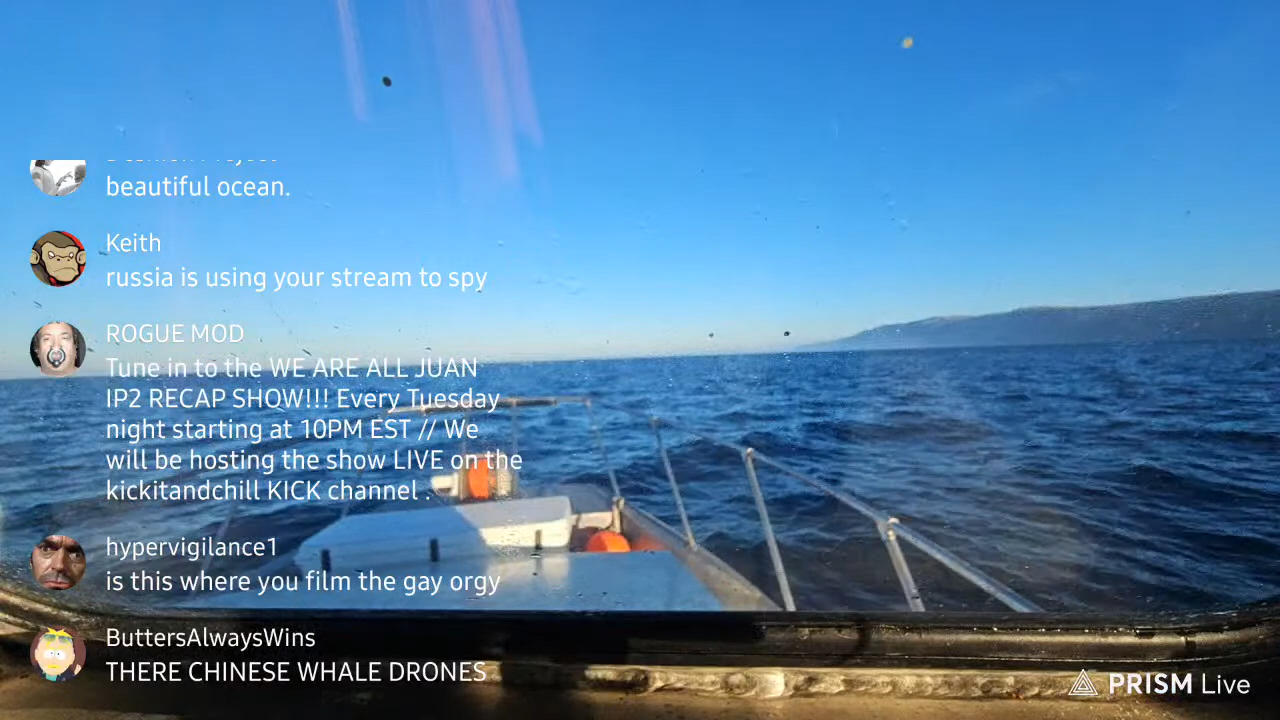 beautiful ocean.
Keith
russia is using your stream to spy
ROGUE MOD
Tune in to the WE ARE ALL JUAN
IP2 RECAP SHOW!!! Every Tuesday
night starting at 10PM EST // We
will be hosting the show LIVE on the
kickitandchill KICK channel .
hypervigilance1
is this where you film the gay orgy
ButtersAlwaysWins
THERE CHINESE WHALE DRONES
PRISM Live